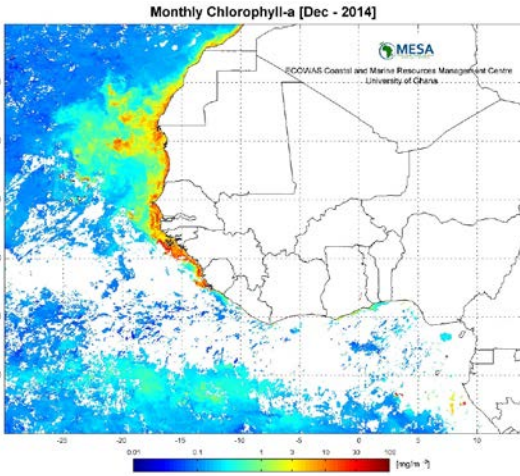 Monthly Chlorophyll-a [Dec - 2014]
MESA
ECOWAS Coastal and Marine Resources Management Centre
University of Ghana
-25 -20 -15 -10 -5 0 5 10
0.01 0.1 1 3 10 30 100 [mg/m⁻³]